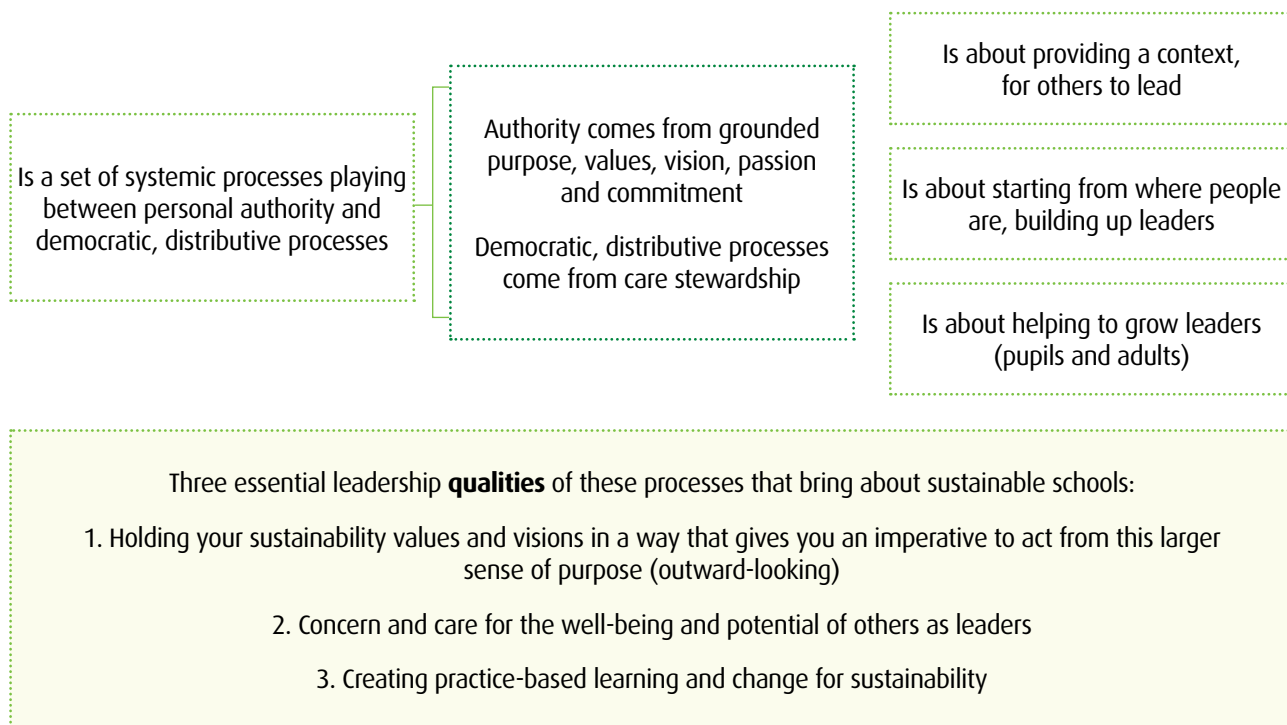 Is a set of systemic processes playing
between personal authority and
democratic, distributive processes
Authority comes from grounded
purpose, values, vision, passion
and commitment
Democratic, distributive processes
come from care stewardship
Is about providing a context,
for others to lead
Is about starting from where people
are, building up leaders
Is about helping to grow leaders
(pupils and adults)
Three essential leadership qualities of these processes that bring about sustainable schools:
1. Holding your sustainability values and visions in a way that gives you an imperative to act from this larger
sense of purpose (outward-looking)
2. Concern and care for the well-being and potential of others as leaders
3. Creating practice-based learning and change for sustainability